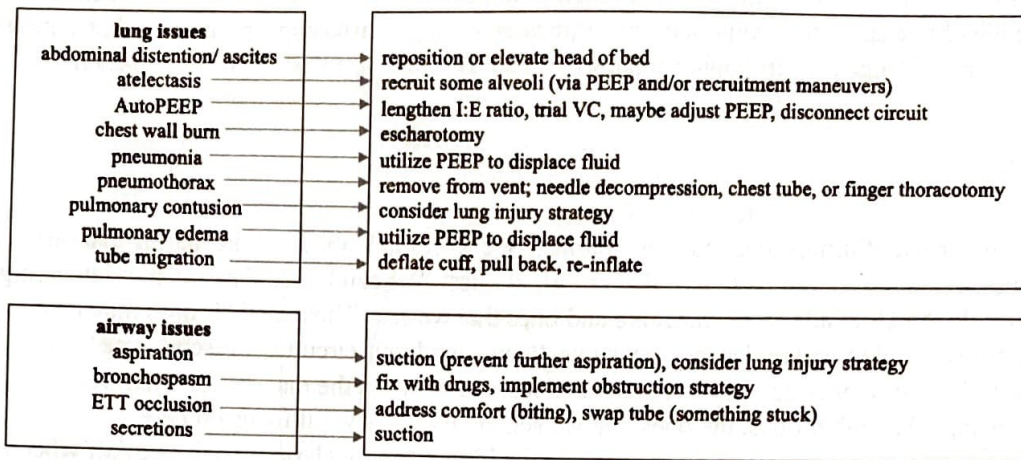 lung issues
abdominal distention/ ascites reposition or elevate head of bed
atelectasis recruit some alveoli (via PEEP and/or recruitment maneuvers)
AutoPEEP lengthen I:E ratio, trial VC, maybe adjust PEEP, disconnect circuit
chest wall burn escharotomy
pneumonia utilize PEEP to displace fluid
pneumothorax remove from vent; needle decompression, chest tube, or finger thoracotomy
pulmonary contusion consider lung injury strategy
pulmonary edema utilize PEEP to displace fluid
tube migration deflate cuff, pull back, re-inflate
airway issues
aspiration suction (prevent further aspiration), consider lung injury strategy
bronchospasm fix with drugs, implement obstruction strategy
ETT occlusion address comfort (biting), swap tube (something stuck)
secretions suction